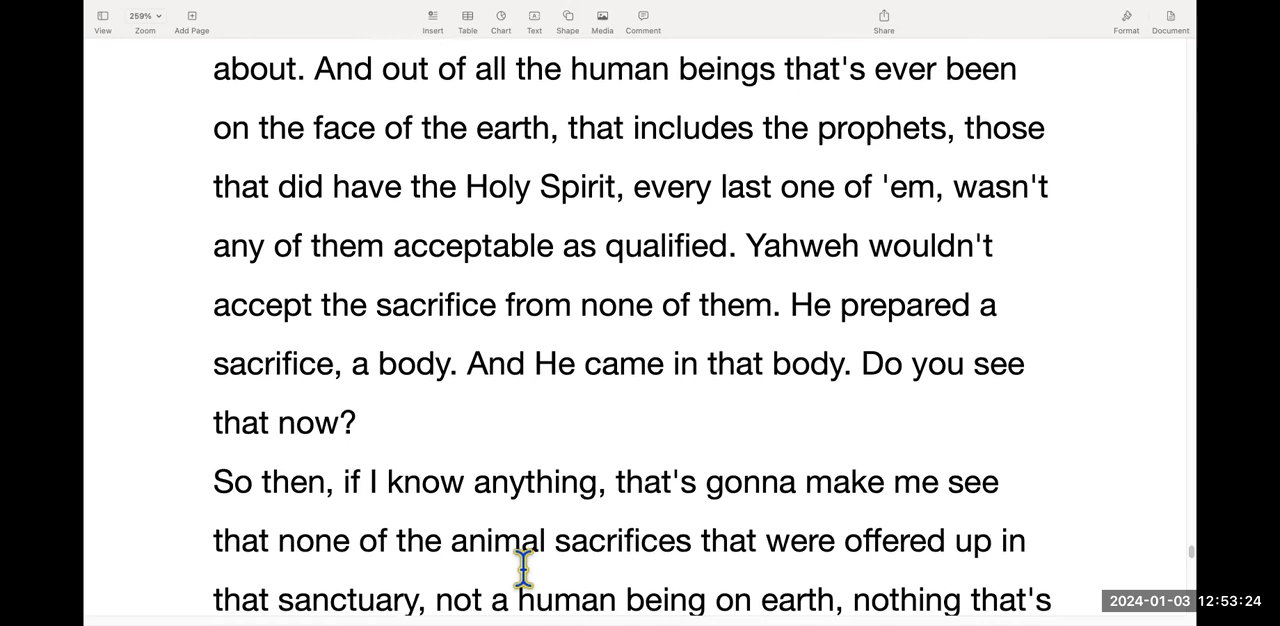 259%
View
Zoom
Add Page
Insert
Table
Chart
Text
Shape
Media
Comment
Share
Format
Document
about. And out of all the human beings that's ever been
on the face of the earth, that includes the prophets, those
that did have the Holy Spirit, every last one of 'em, wasn't
any of them acceptable as qualified. Yahweh wouldn't
accept the sacrifice from none of them. He prepared a
sacrifice, a body. And He came in that body. Do you see
that now?
So then, if I know anything, that's gonna make me see
that none of the animal sacrifices that were offered up in
that sanctuary, not a human being on earth, nothing that's
2024-01-03 12:53:24